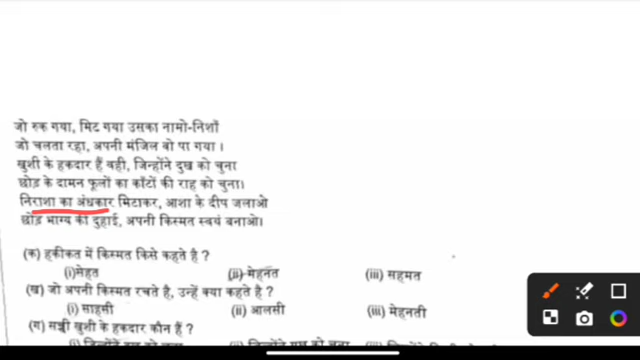 जो रुक गया, मिट गया उसका नामो-निशाँ
जो चलता रहा, अपनी मंजिल वो पा गया।
खुशी के हकदार हैं वही, जिन्होंने दुख को चुना
छोड़ के दामन फूलों का काँटों की राह को चुना।
निराशा का अंधकार मिटाकर, आशा के दीप जलाओ
छोड़ भाग्य की दुहाई, अपनी किस्मत स्वयं बनाओ।
(क) हकीकत में किस्मत किसे कहते है ?
(i) सेहत (ii) मेहनत (iii) सहमत
(ख) जो अपनी किस्मत रचते है, उन्हें क्या कहते है ?
(i) साहसी (ii) आलसी (iii) मेहनती
(ग) सच्ची खुशी के हकदार कौन हैं ?
(i) जिन्होंने दुख को चुना